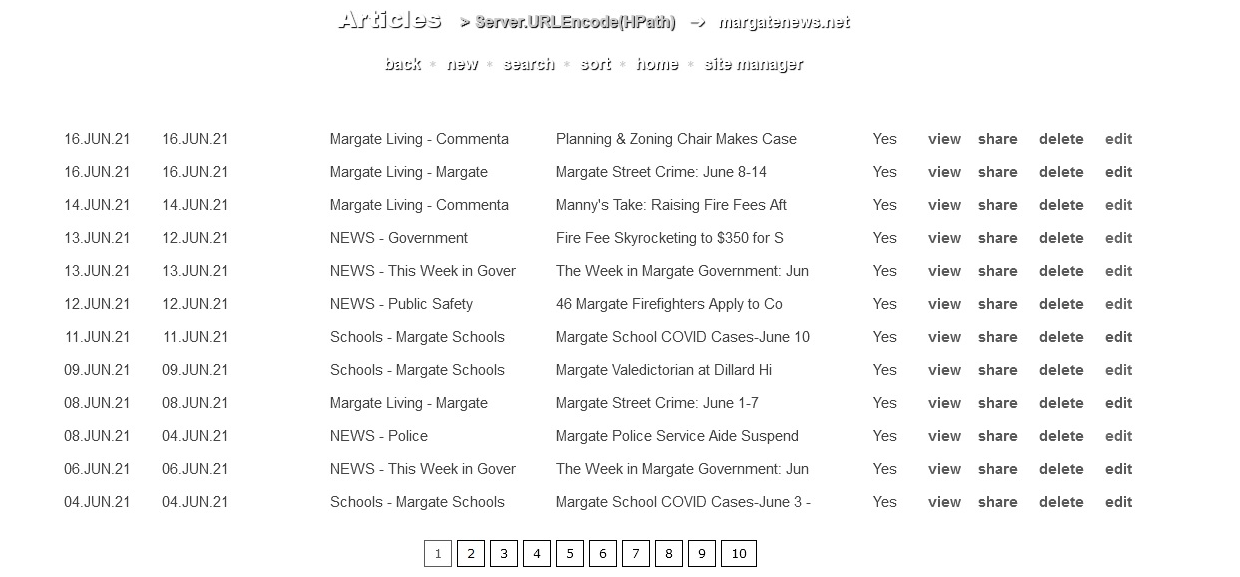 Articles > Server.URLEncode(HPath) → margatenews.net
back * new * search * sort * home * site manager
16.JUN.21 16.JUN.21 Margate Living - Commenta Planning & Zoning Chair Makes Case Yes view share delete edit
16.JUN.21 16.JUN.21 Margate Living - Margate Margate Street Crime: June 8-14 Yes view share delete edit
14.JUN.21 14.JUN.21 Margate Living - Commenta Manny's Take: Raising Fire Fees Aft Yes view share delete edit
13.JUN.21 12.JUN.21 NEWS - Government Fire Fee Skyrocketing to $350 for S Yes view share delete edit
13.JUN.21 13.JUN.21 NEWS - This Week in Gover The Week in Margate Government: Jun Yes view share delete edit
12.JUN.21 12.JUN.21 NEWS - Public Safety 46 Margate Firefighters Apply to Co Yes view share delete edit
11.JUN.21 11.JUN.21 Schools - Margate Schools Margate School COVID Cases-June 10 Yes view share delete edit
09.JUN.21 09.JUN.21 Schools - Margate Schools Margate Valedictorian at Dillard Hi Yes view share delete edit
08.JUN.21 08.JUN.21 Margate Living - Margate Margate Street Crime: June 1-7 Yes view share delete edit
08.JUN.21 04.JUN.21 NEWS - Police Margate Police Service Aide Suspend Yes view share delete edit
06.JUN.21 06.JUN.21 NEWS - This Week in Gover The Week in Margate Government: Jun Yes view share delete edit
04.JUN.21 04.JUN.21 Schools - Margate Schools Margate School COVID Cases-June 3 - Yes view share delete edit
1 2 3 4 5 6 7 8 9 10